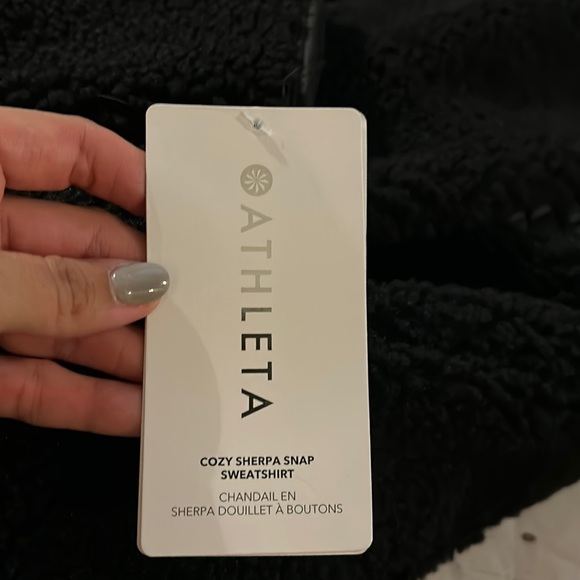 ATHLETA
COZY SHERPA SNAP
SWEATSHIRT
CHANDAIL EN
SHERPA DOUILLET À BOUTONS